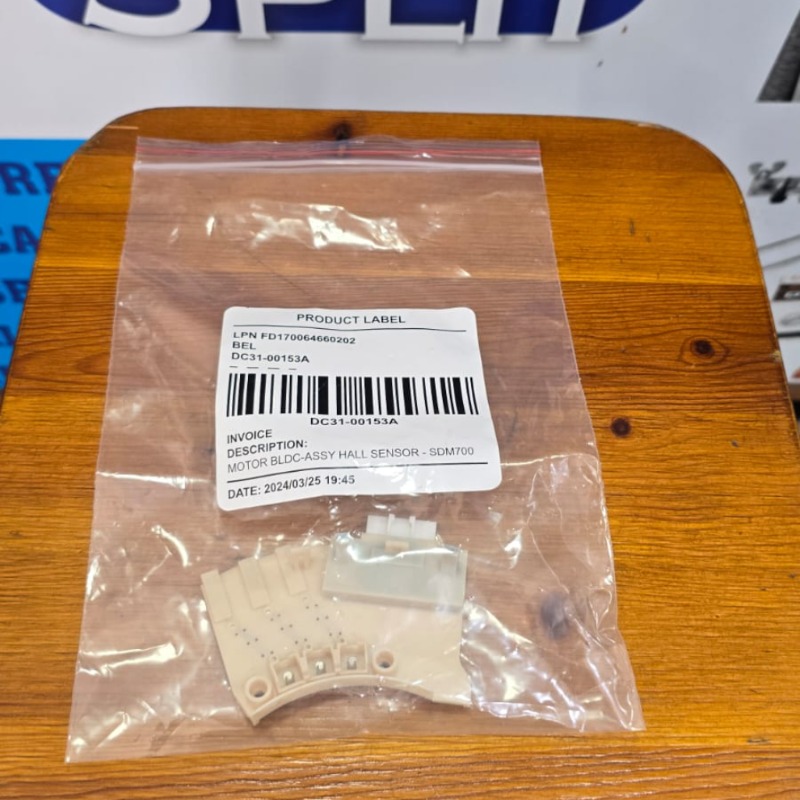 SPLIT
PRODUCT LABEL
LPN FD170064660202
BEL
DC31-00153A
DC31-00153A
INVOICE
DESCRIPTION:
MOTOR BLDC-ASSY HALL SENSOR - SDM700
DATE: 2024/03/25 19:45